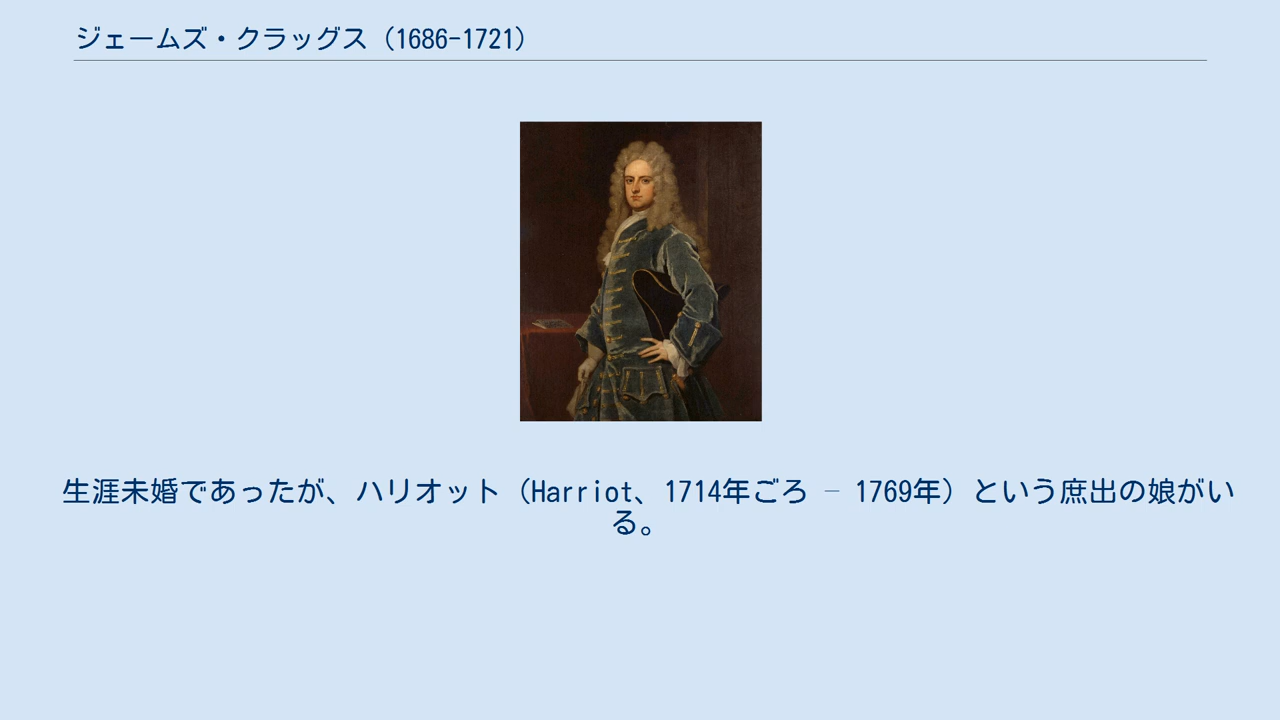 ジェームズ・クラッグス（1686-1721）
生涯未婚であったが、ハリオット（Harriot、1714年ごろ – 1769年）という庶出の娘がい
る。